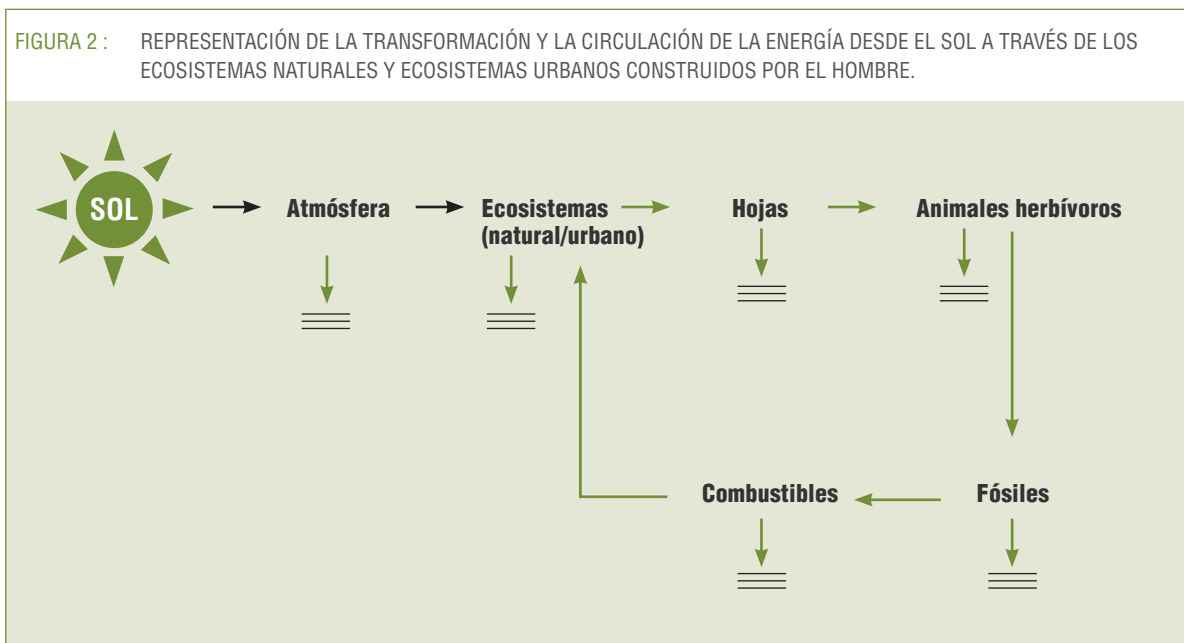 FIGURA 2 : REPRESENTACIÓN DE LA TRANSFORMACIÓN Y LA CIRCULACIÓN DE LA ENERGÍA DESDE EL SOL A TRAVÉS DE LOS
ECOSISTEMAS NATURALES Y ECOSISTEMAS URBANOS CONSTRUIDOS POR EL HOMBRE.
SOL
Atmósfera
Ecosistemas
(natural/urbano)
Hojas
Animales herbívoros
Combustibles
Fósiles